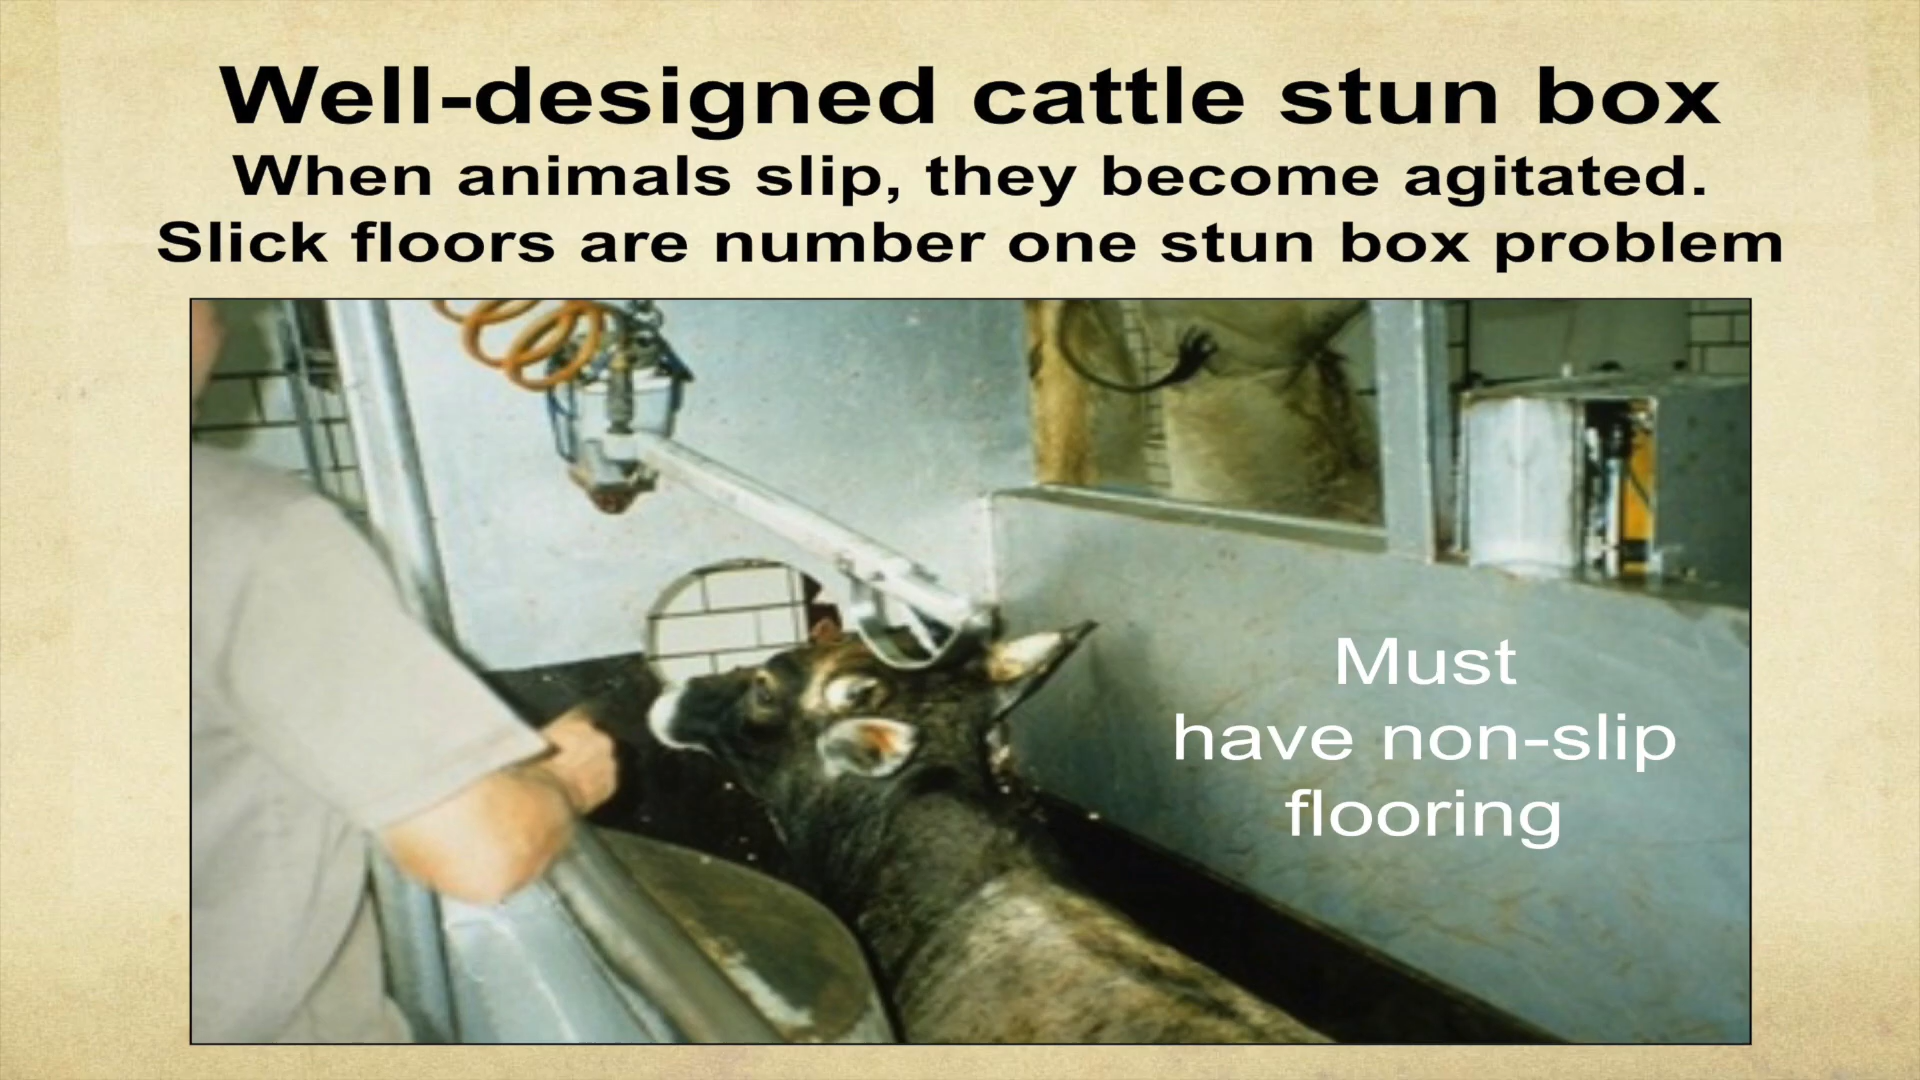 Well-designed cattle stun box
When animals slip, they become agitated.
Slick floors are number one stun box problem
Must
have non-slip
flooring